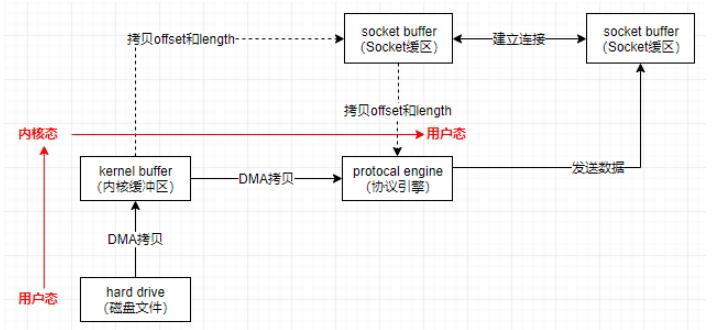 拷贝offset和length
socket buffer
（Socket缓区）
建立连接
socket buffer
（Socket缓区）
拷贝offset和length
内核态
用户态
kernel buffer
（内核缓冲区）
DMA拷贝
protocal engine
（协议引擎）
发送数据
DMA拷贝
用户态
hard drive
（磁盘文件）